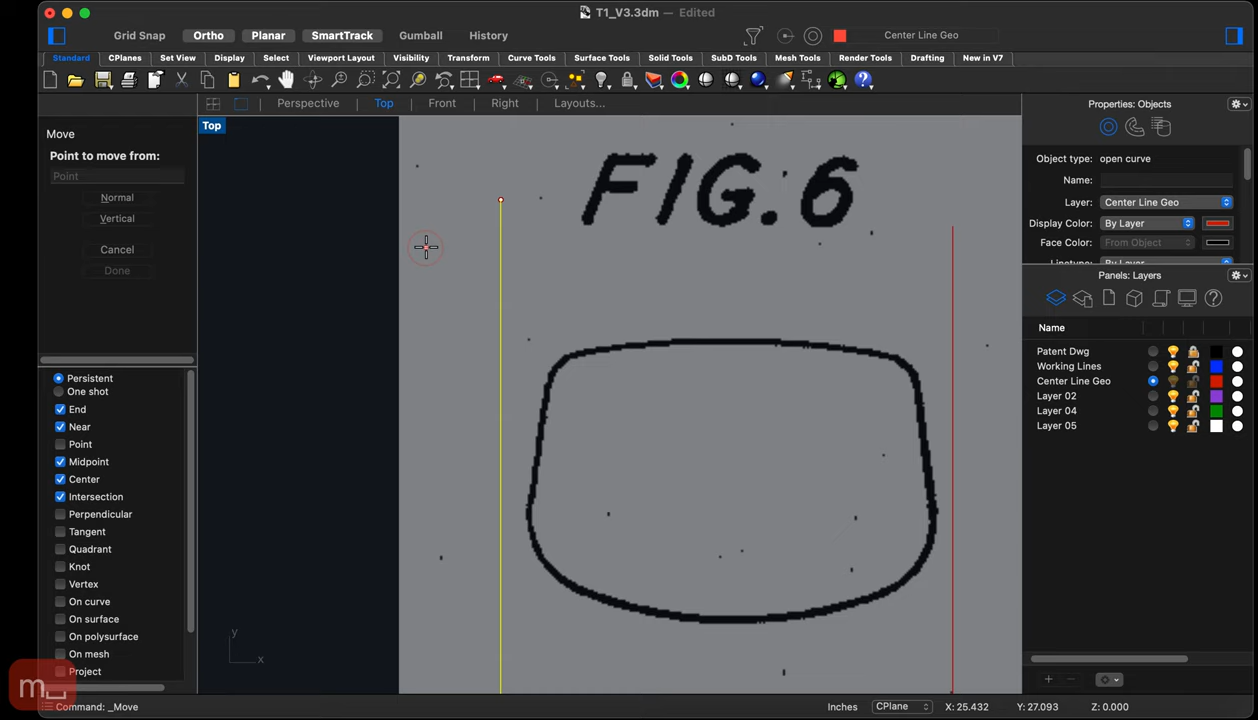 T1_V3.3dm — Edited
Grid Snap Ortho Planar SmartTrack Gumball History Center Line Geo
Standard CPlanes Set View Display Select Viewport Layout Visibility Transform Curve Tools Surface Tools Solid Tools SubD Tools Mesh Tools Render Tools Drafting New in V7
Perspective Top Front Right Layouts...
Top
Move
Point to move from:
Point
Normal
Vertical
Cancel
Done
Persistent
One shot
End
Near
Point
Midpoint
Center
Intersection
Perpendicular
Tangent
Quadrant
Knot
Vertex
On curve
On surface
On polysurface
On mesh
Project
FIG.6
y
x
Properties: Objects
Object type: open curve
Name:
Layer: Center Line Geo
Display Color: By Layer
Face Color: From Object
Linetype: By Layer
Panels: Layers
Name
Patent Dwg
Working Lines
Center Line Geo
Layer 02
Layer 04
Layer 05
m
Command: _Move
Inches CPlane X: 25.432 Y: 27.093 Z: 0.000